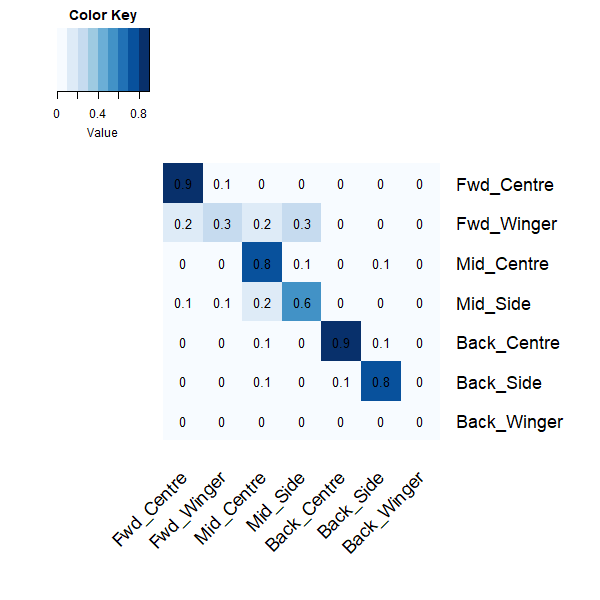 Color Key
0 0.4 0.8
Value
0.9 0.1 0 0 0 0 0 Fwd_Centre
0.2 0.3 0.2 0.3 0 0 0 Fwd_Winger
0 0 0.8 0.1 0 0.1 0 Mid_Centre
0.1 0.1 0.2 0.6 0 0 0 Mid_Side
0 0 0.1 0 0.9 0.1 0 Back_Centre
0 0 0.1 0 0.1 0.8 0 Back_Side
0 0 0 0 0 0 0 Back_Winger
Fwd_Centre
Fwd_Winger
Mid_Centre
Mid_Side
Back_Centre
Back_Side
Back_Winger